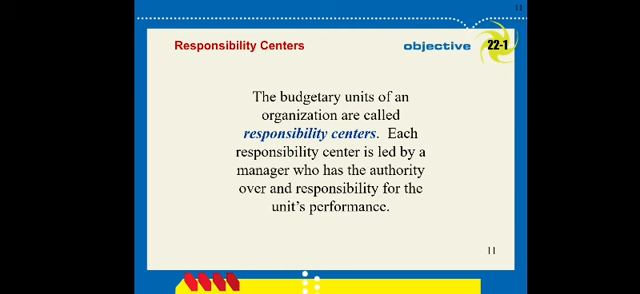 11
Responsibility Centers
objective 22-1
The budgetary units of an
organization are called
responsibility centers. Each
responsibility center is led by a
manager who has the authority
over and responsibility for the
unit's performance.
11